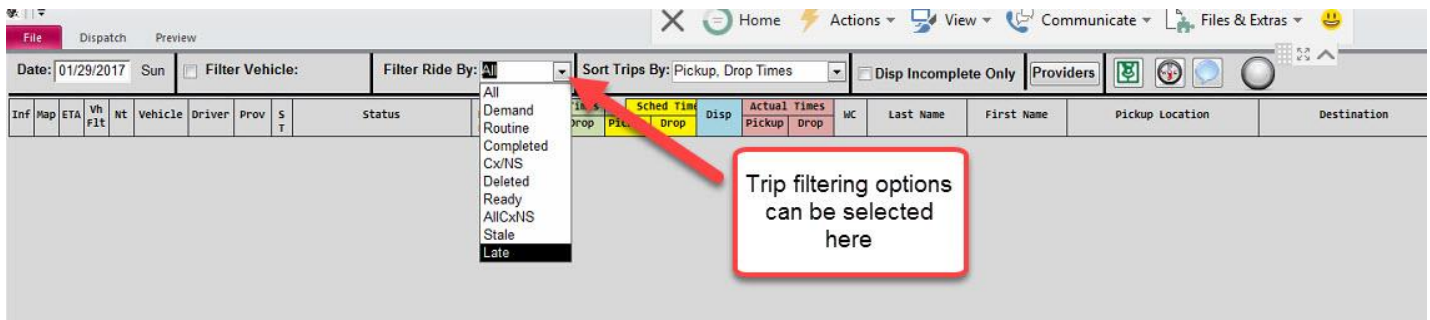 Home Actions View Communicate Files & Extras
File Dispatch Preview
Date: 01/29/2017 Sun Filter Vehicle: Filter Ride By: All Sort Trips By: Pickup, Drop Times Disp Incomplete Only Providers
Inf Map ETA Vh Flt Nt Vehicle Driver Prov S T Status Drop Sched Time Pickup Drop Disp Actual Times Pickup Drop WC Last Name First Name Pickup Location Destination
All
Demand
Routine
Completed
Cx/NS
Deleted
Ready
AllCxNS
Stale
Late
Trip filtering options
can be selected
here